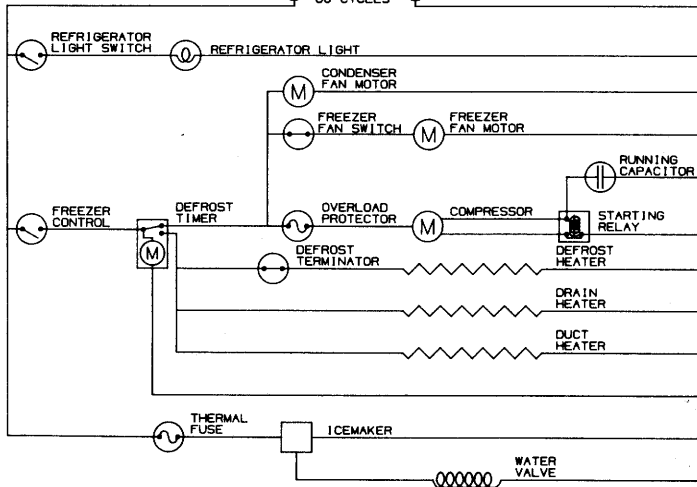 60 CYCLES
REFRIGERATOR
LIGHT SWITCH
REFRIGERATOR LIGHT
CONDENSER
FAN MOTOR
M
FREEZER
FAN SWITCH
M
FREEZER
FAN MOTOR
RUNNING
CAPACITOR
FREEZER
CONTROL
DEFROST
TIMER
M
OVERLOAD
PROTECTOR
M
COMPRESSOR
STARTING
RELAY
DEFROST
TERMINATOR
DEFROST
HEATER
DRAIN
HEATER
DUCT
HEATER
THERMAL
FUSE
ICEMAKER
WATER
VALVE